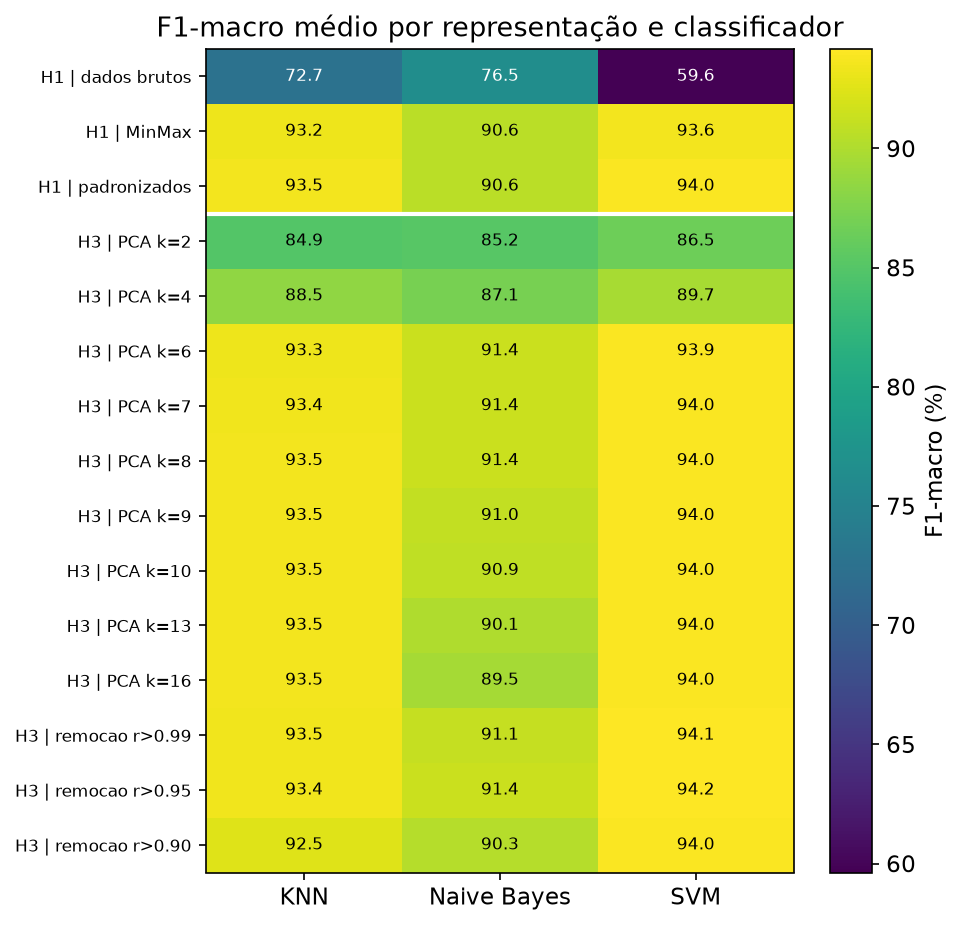 F1-macro médio por representação e classificador
H1 | dados brutos 72.7 76.5 59.6
H1 | MinMax 93.2 90.6 93.6
H1 | padronizados 93.5 90.6 94.0
H3 | PCA k=2 84.9 85.2 86.5
H3 | PCA k=4 88.5 87.1 89.7
H3 | PCA k=6 93.3 91.4 93.9
H3 | PCA k=7 93.4 91.4 94.0
H3 | PCA k=8 93.5 91.4 94.0
H3 | PCA k=9 93.5 91.0 94.0
H3 | PCA k=10 93.5 90.9 94.0
H3 | PCA k=13 93.5 90.1 94.0
H3 | PCA k=16 93.5 89.5 94.0
H3 | remocao r>0.99 93.5 91.1 94.1
H3 | remocao r>0.95 93.4 91.4 94.2
H3 | remocao r>0.90 92.5 90.3 94.0
KNN Naive Bayes SVM
90
85
80
75
70
65
60
F1-macro (%)